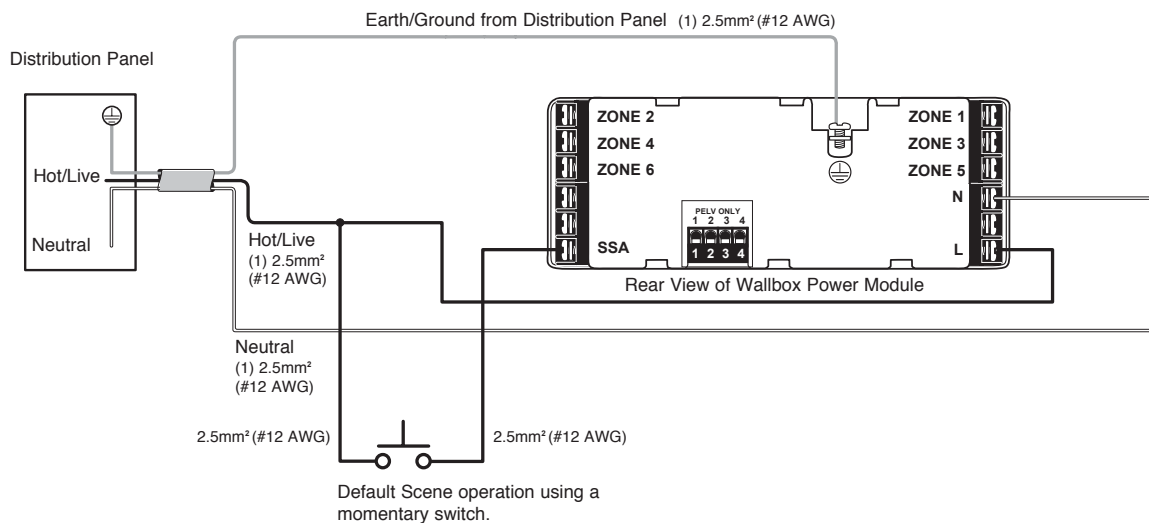 Earth/Ground from Distribution Panel (1) 2.5mm² (#12 AWG)
Distribution Panel
Hot/Live
Neutral
ZONE 2
ZONE 4
ZONE 6
SSA
PELV ONLY
1 2 3 4
1 2 3 4
ZONE 1
ZONE 3
ZONE 5
N
L
Rear View of Wallbox Power Module
Hot/Live
(1) 2.5mm²
(#12 AWG)
Neutral
(1) 2.5mm²
(#12 AWG)
2.5mm² (#12 AWG)
2.5mm² (#12 AWG)
Default Scene operation using a
momentary switch.